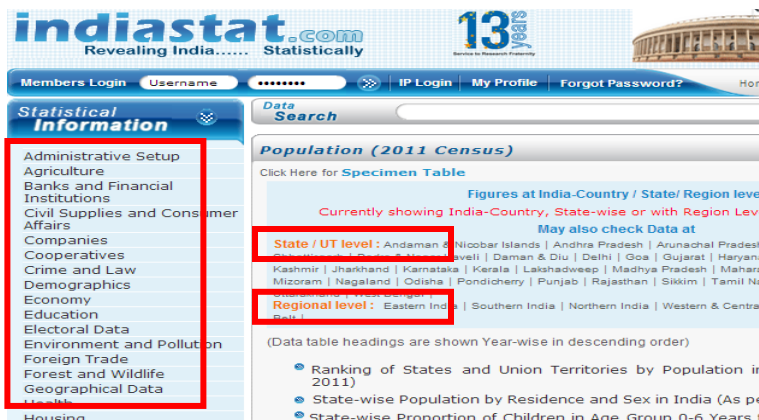 indiastat.com
Revealing India...... Statistically
13 years
Service to Research Fraternity
Members Login Username •••••••• IP Login My Profile Forgot Password?
Statistical
Information
Data
Search
Population (2011 Census)
Click Here for Specimen Table
Figures at India-Country / State/ Region
Currently showing India-Country, State-wise or with Region
May also check Data at
State / UT level : Andaman & Nicobar Islands | Andhra Pradesh | Arunachal Pradesh
Daman & Diu | Delhi | Goa | Gujarat | Haryana
Kashmir | Jharkhand | Karnataka | Kerala | Lakshadweep | Madhya Pradesh |
Mizoram | Nagaland | Odisha | Pondicherry | Punjab | Rajasthan | Sikkim | Tamil
West Bengal |
Regional level : Eastern India | Southern India | Northern India | Western &
Belt |
(Data table headings are shown Year-wise in descending order)
Ranking of States and Union Territories by Population
2011)
State-wise Population by Residence and Sex in India (As
State-wise Proportion of Children in Age Group 0-6 Years
Administrative Setup
Agriculture
Banks and Financial
Institutions
Civil Supplies and Consumer
Affairs
Companies
Cooperatives
Crime and Law
Demographics
Economy
Education
Electoral Data
Environment and Pollution
Foreign Trade
Forest and Wildlife
Geographical Data
Health
Housing